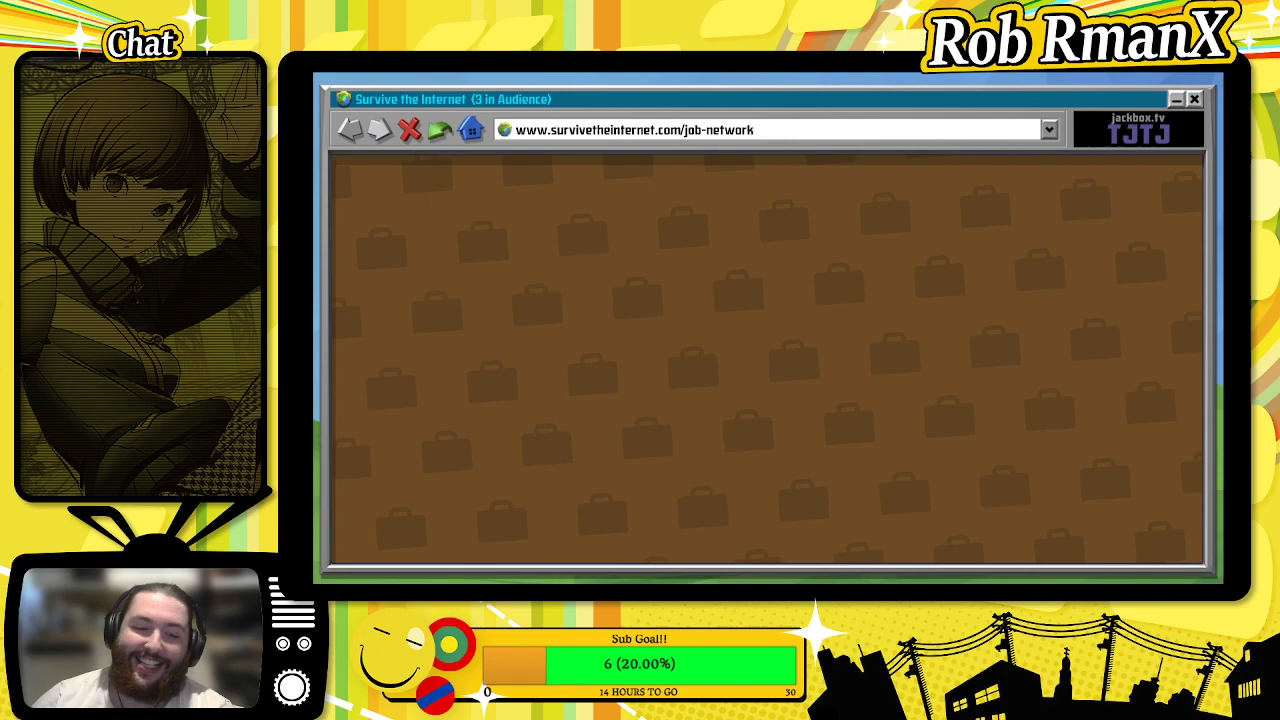 Chat
Rob RmanX
Survive the Internet (3 in Audience)
www.survivetheinternet.com/job-network
jackbox.tv
TJTJ
Sub Goal!!
6 (20.00%)
0
14 HOURS TO GO
30